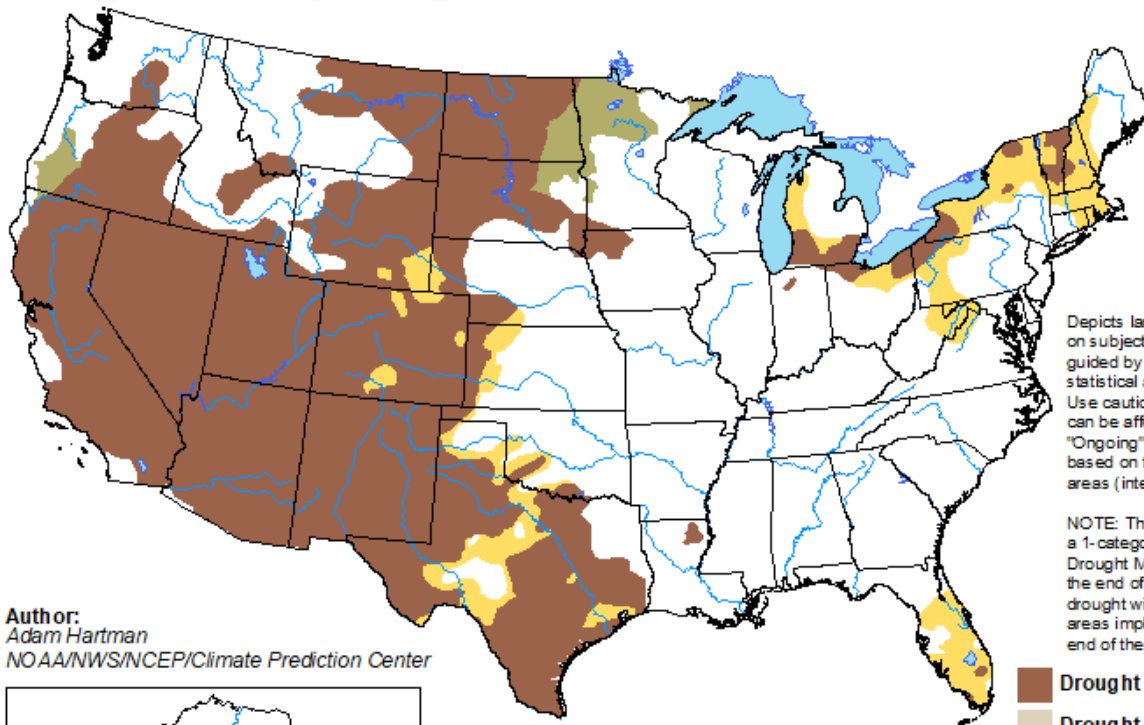 Depicts la
on subject
guided by
statistical a
Use cautio
can be affe
"Ongoing"
based on t
areas (inte
NOTE: Th
a 1-catego
Drought M
the end of
drought wi
areas impl
end of the
Author:
Adam Hartman
NOAA/NWS/NCEP/Climate Prediction Center
Drought
Drought